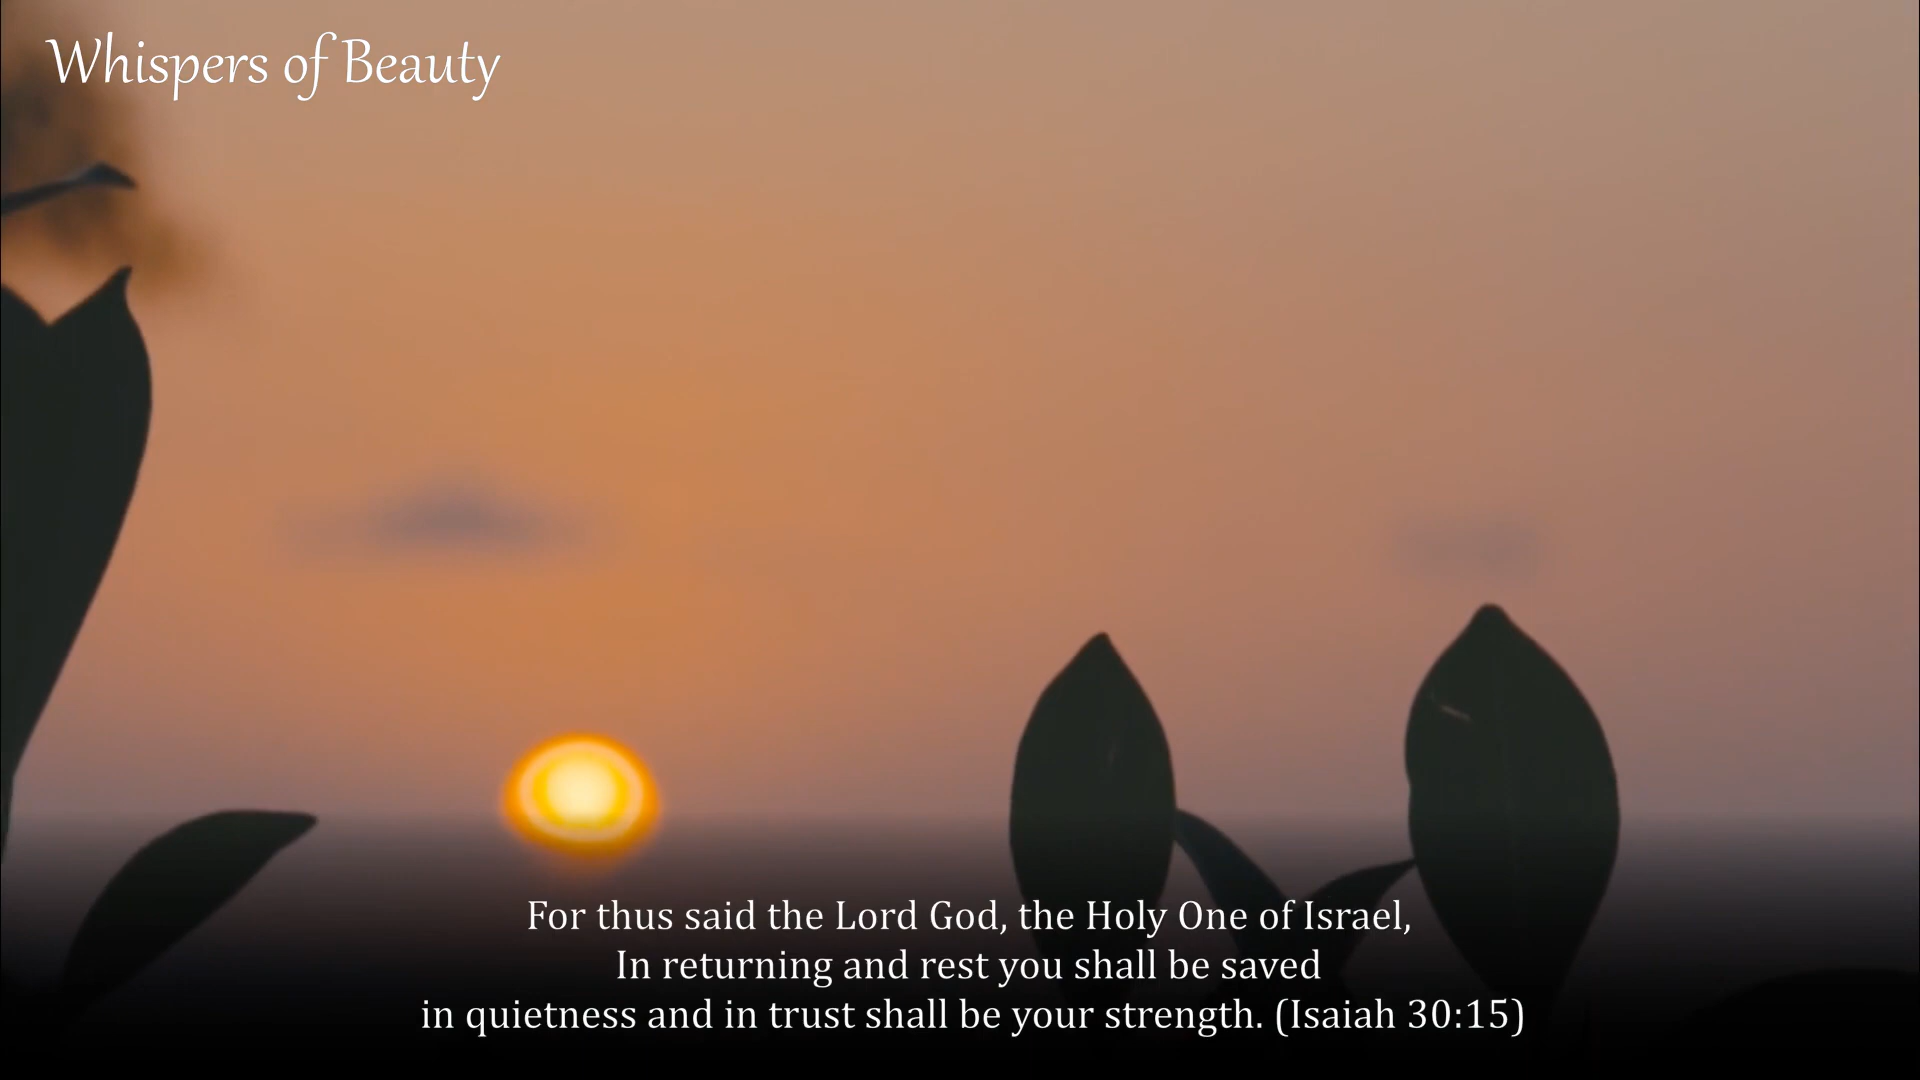 Whispers of Beauty
For thus said the Lord God, the Holy One of Israel,
In returning and rest you shall be saved
in quietness and in trust shall be your strength. (Isaiah 30:15)